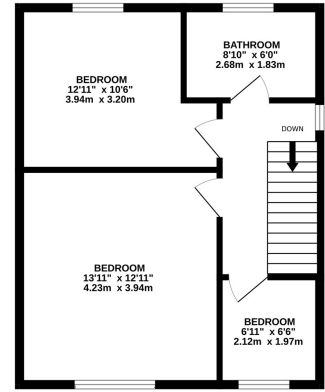 BATHROOM
8'10" x 6'0"
2.68m x 1.83m
BEDROOM
12'11" x 10'6"
3.94m x 3.20m
DOWN
BEDROOM
13'11" x 12'11"
4.23m x 3.94m
BEDROOM
6'11" x 6'6"
2.12m x 1.97m